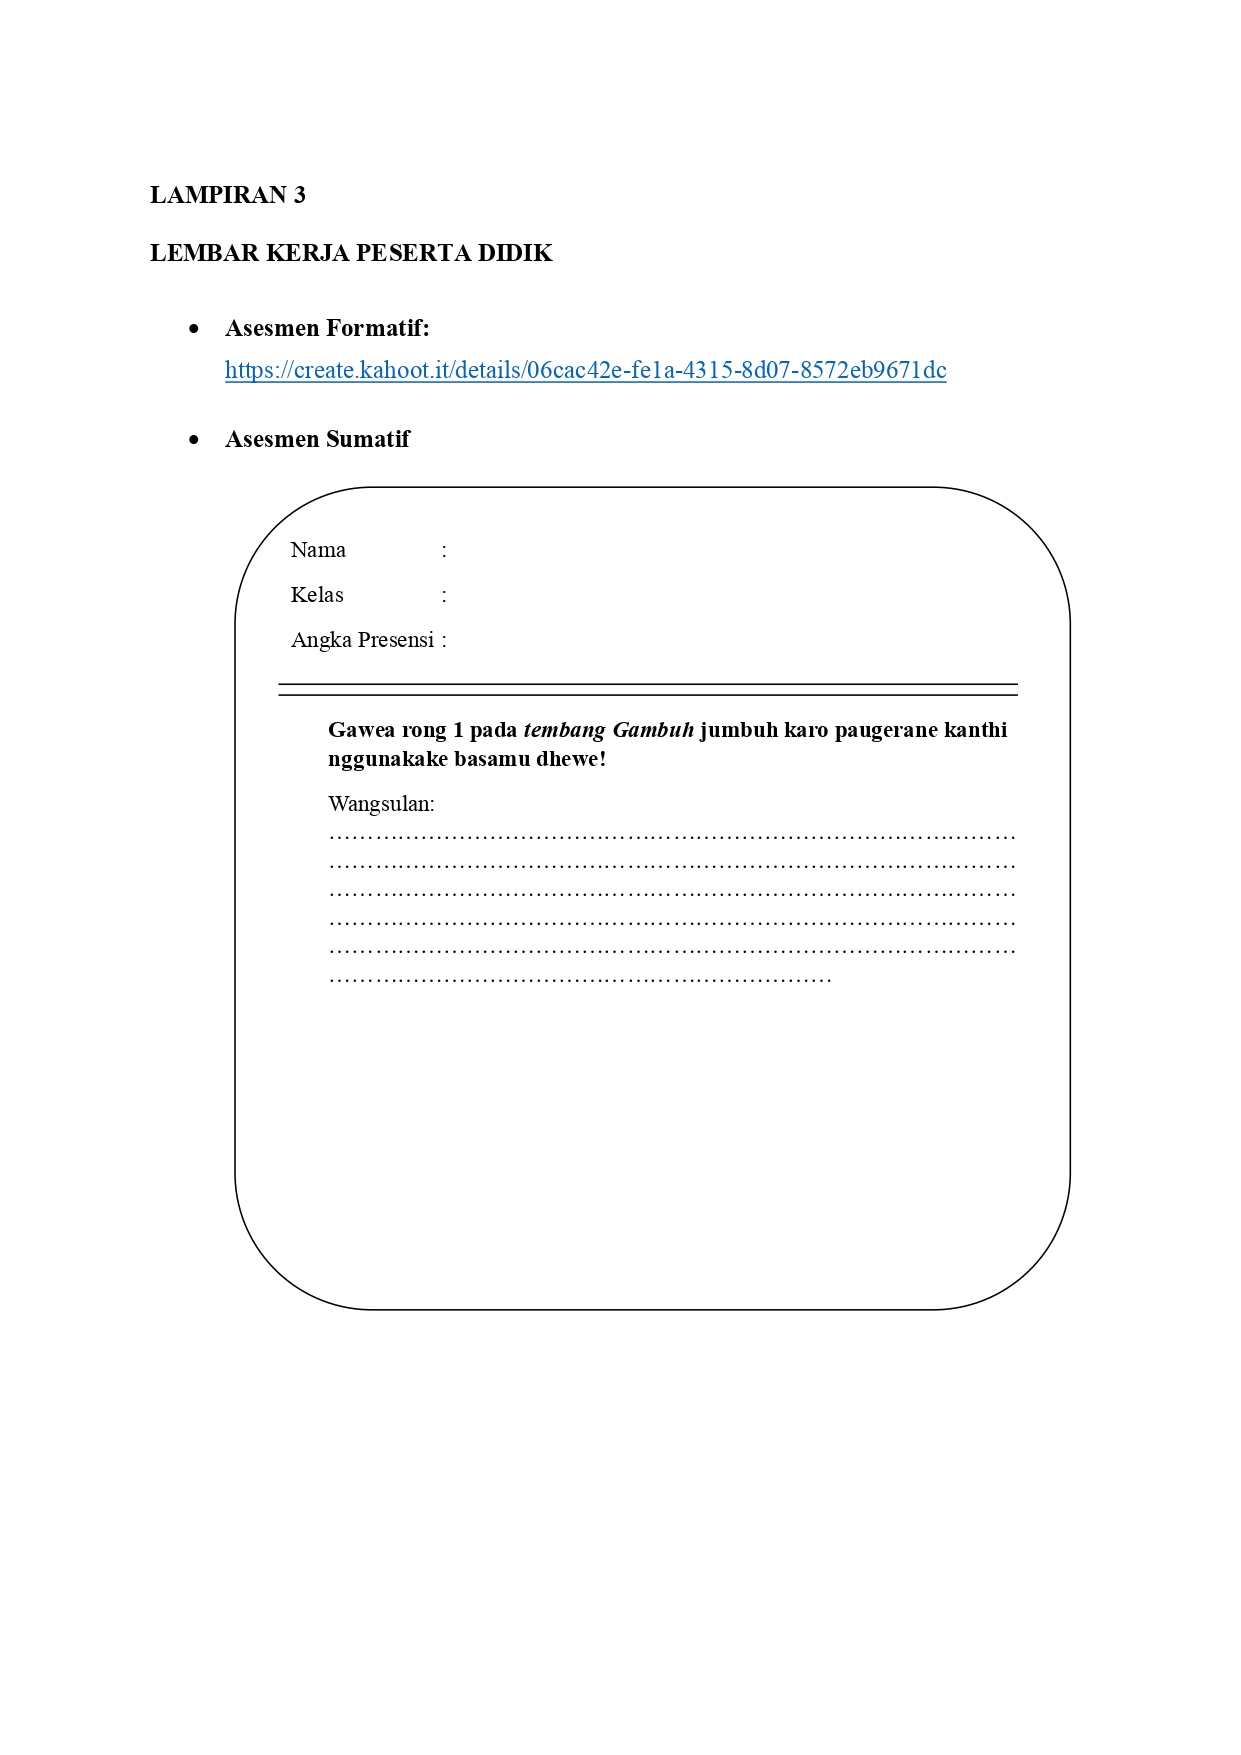 LAMPIRAN 3
LEMBAR KERJA PESERTA DIDIK
• Asesmen Formatif:
https://create.kahoot.it/details/06cac42e-fe1a-4315-8d07-8572eb9671dc
• Asesmen Sumatif
Nama :
Kelas :
Angka Presensi :
Gawea rong 1 pada tembang Gambuh jumbuh karo paugerane kanthi
nggunakake basamu dhewe!
Wangsulan:
……………………………………………………………………………
……………………………………………………………………………
……………………………………………………………………………
……………………………………………………………………………
……………………………………………………………………………
………………………………………………………